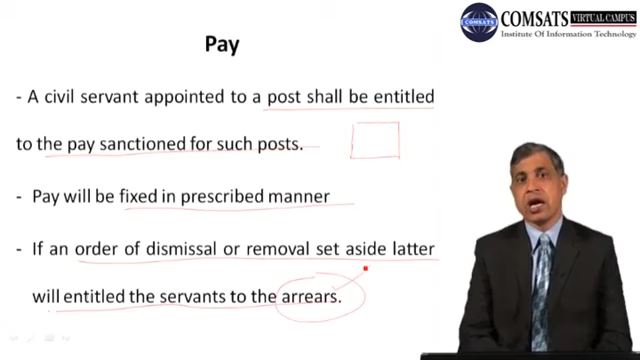 COMSATS VIRTUAL CAMPUS
Institute Of Information Technology
Pay
- A civil servant appointed to a post shall be entitled
to the pay sanctioned for such posts.
- Pay will be fixed in prescribed manner
- If an order of dismissal or removal set aside latter
will entitled the servants to the arrears.